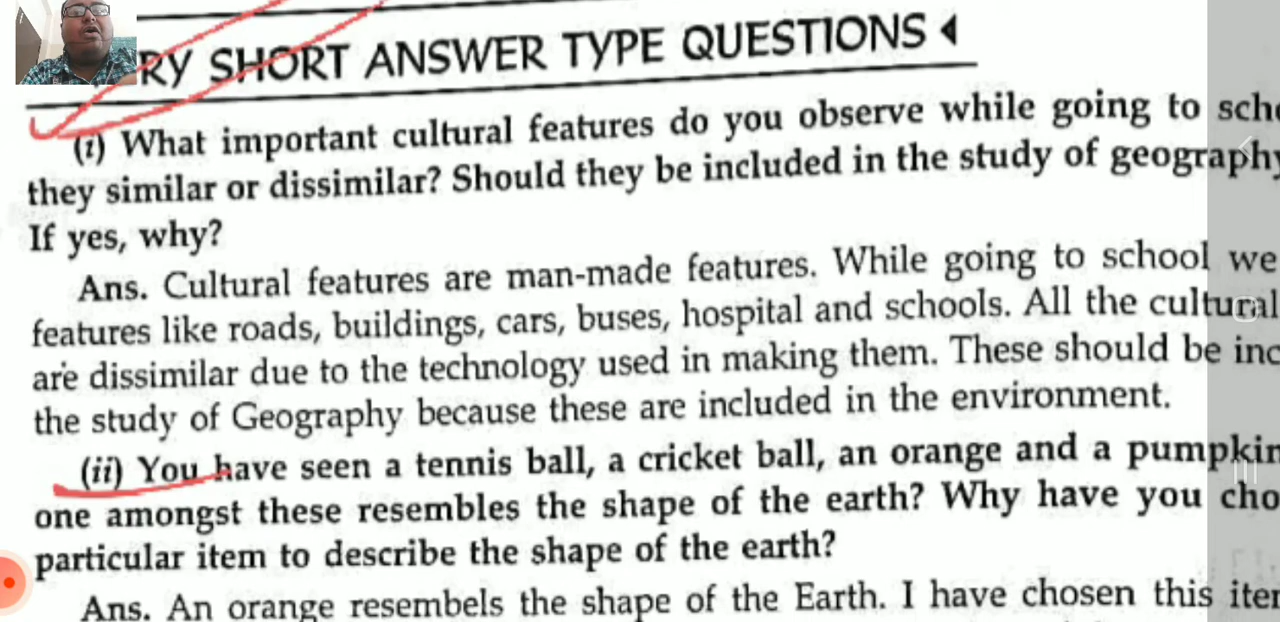 RY SHORT ANSWER TYPE QUESTIONS
(i) What important cultural features do you observe while going to
they similar or dissimilar? Should they be included in the study of geography
If yes, why?
Ans. Cultural features are man-made features. While going to school we
features like roads, buildings, cars, buses, hospital and schools. All the cultural
are dissimilar due to the technology used in making them. These should be
the study of Geography because these are included in the environment.
(ii) You have seen a tennis ball, a cricket ball, an orange and a pumpkin
one amongst these resembles the shape of the earth? Why have you
particular item to describe the shape of the earth?
Ans. An orange resembels the shape of the Earth. I have chosen this